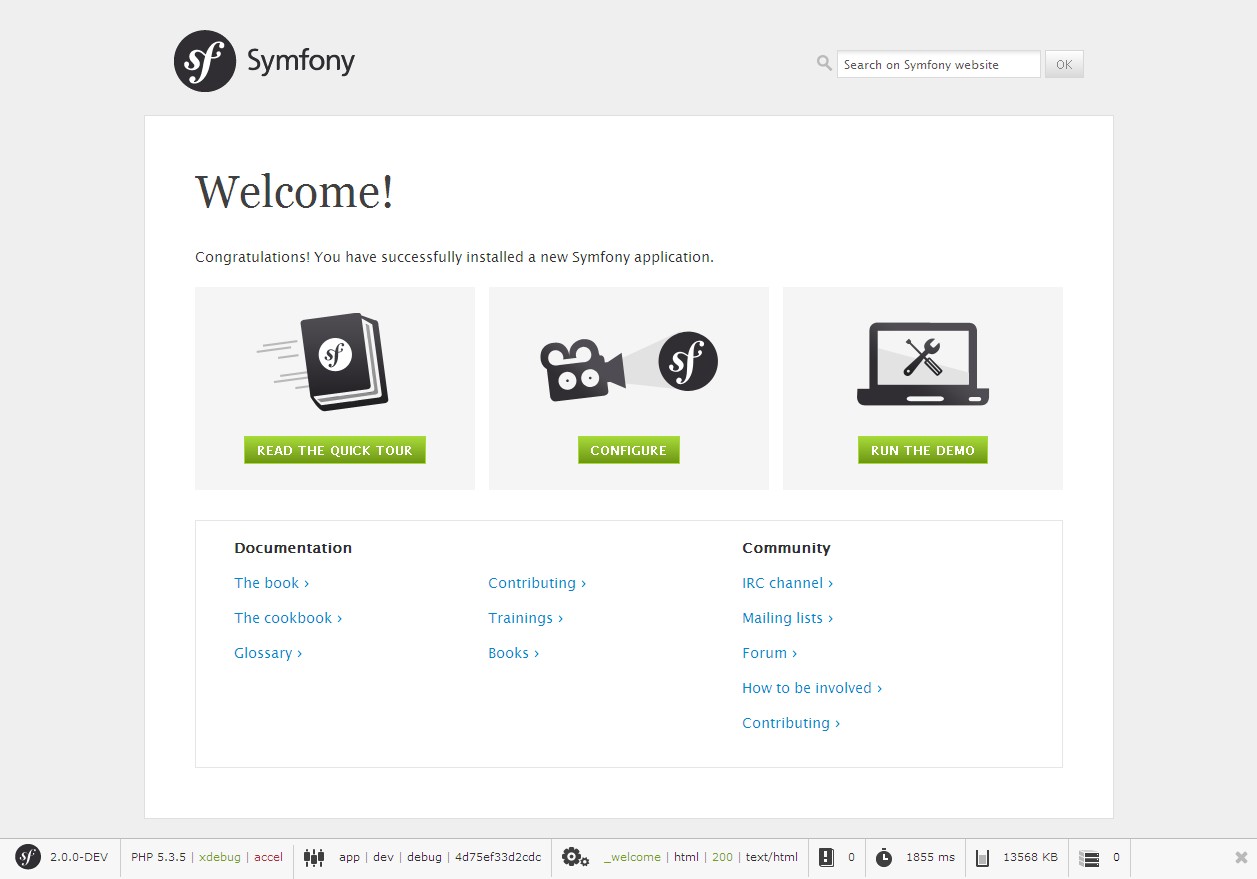 sf Symfony
Search on Symfony website OK
Welcome!
Congratulations! You have successfully installed a new Symfony application.
sf
sf
READ THE QUICK TOUR
CONFIGURE
RUN THE DEMO
Documentation
The book ›
The cookbook ›
Glossary ›
Contributing ›
Trainings ›
Books ›
Community
IRC channel ›
Mailing lists ›
Forum ›
How to be involved ›
Contributing ›
sf 2.0.0-DEV PHP 5.3.5 | xdebug | accel app | dev | debug | 4d75ef33d2cdc _welcome | html | 200 | text/html 0 1855 ms 13568 KB 0